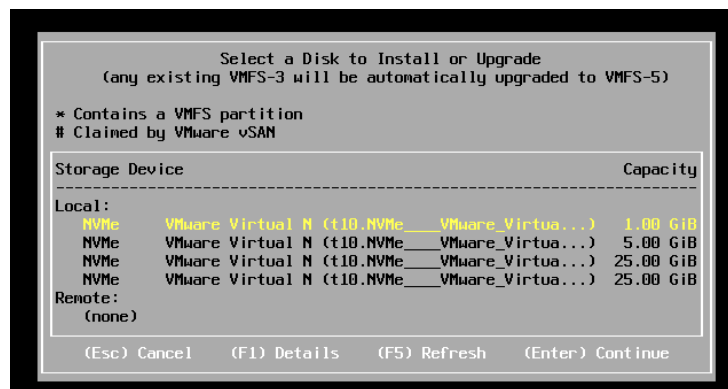 Select a Disk to Install or Upgrade
(any existing VMFS-3 will be automatically upgraded to VMFS-5)
* Contains a VMFS partition
# Claimed by VMware vSAN
Storage Device Capacity
--------------------------------------------------------------------------------
Local:
NVMe VMware Virtual N (t10.NVMe____VMware_Virtua...) 1.00 GiB
NVMe VMware Virtual N (t10.NVMe____VMware_Virtua...) 5.00 GiB
NVMe VMware Virtual N (t10.NVMe____VMware_Virtua...) 25.00 GiB
NVMe VMware Virtual N (t10.NVMe____VMware_Virtua...) 25.00 GiB
Remote:
(none)
(Esc) Cancel (F1) Details (F5) Refresh (Enter) Continue